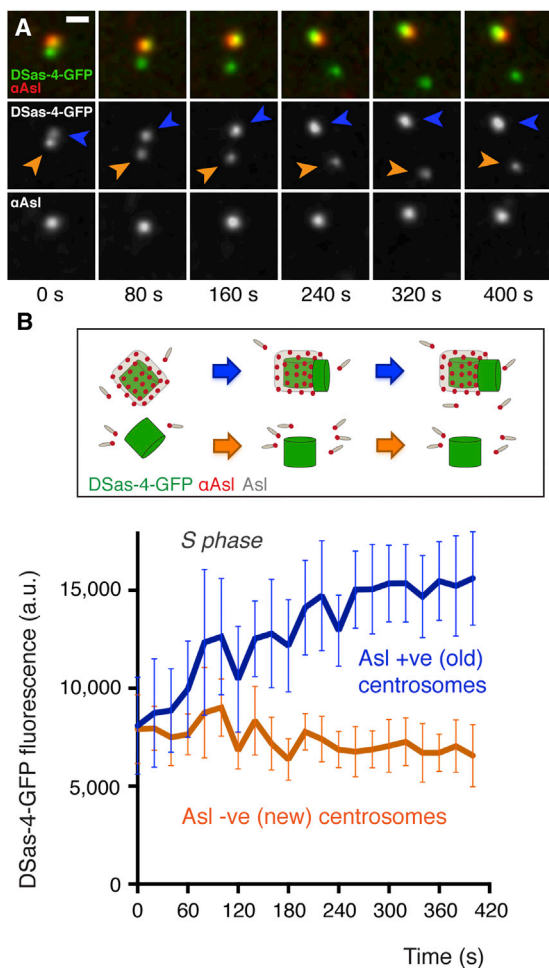 A
DSas-4-GFP
αAsl
DSas-4-GFP
αAsl
0 s 80 s 160 s 240 s 320 s 400 s
B
DSas-4-GFP αAsl Asl
S phase
15,000
10,000
5,000
0
DSas-4-GFP fluorescence (a.u.)
Asl +ve (old)
centrosomes
Asl -ve (new) centrosomes
0 60 120 180 240 300 360 420
Time (s)